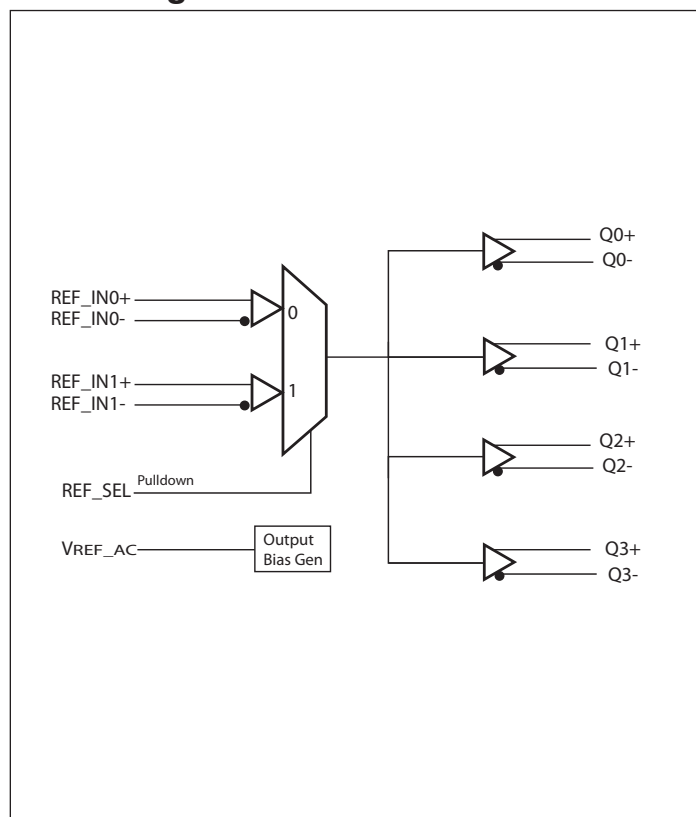 REF_IN0+
REF_IN0-
0
REF_IN1+
REF_IN1-
1
REF_SEL
Pulldown
VREF_AC
Output
Bias Gen
Q0+
Q0-
Q1+
Q1-
Q2+
Q2-
Q3+
Q3-